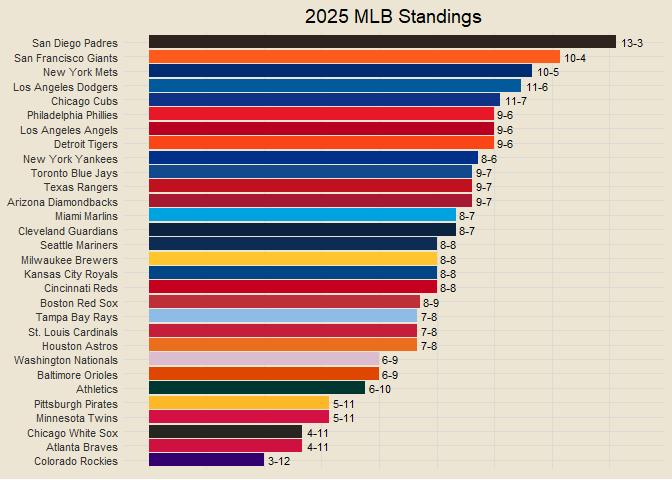 2025 MLB Standings
San Diego Padres 13-3
San Francisco Giants 10-4
New York Mets 10-5
Los Angeles Dodgers 11-6
Chicago Cubs 11-7
Philadelphia Phillies 9-6
Los Angeles Angels 9-6
Detroit Tigers 9-6
New York Yankees 8-6
Toronto Blue Jays 9-7
Texas Rangers 9-7
Arizona Diamondbacks 9-7
Miami Marlins 8-7
Cleveland Guardians 8-7
Seattle Mariners 8-8
Milwaukee Brewers 8-8
Kansas City Royals 8-8
Cincinnati Reds 8-8
Boston Red Sox 8-9
Tampa Bay Rays 7-8
St. Louis Cardinals 7-8
Houston Astros 7-8
Washington Nationals 6-9
Baltimore Orioles 6-9
Athletics 6-10
Pittsburgh Pirates 5-11
Minnesota Twins 5-11
Chicago White Sox 4-11
Atlanta Braves 4-11
Colorado Rockies 3-12